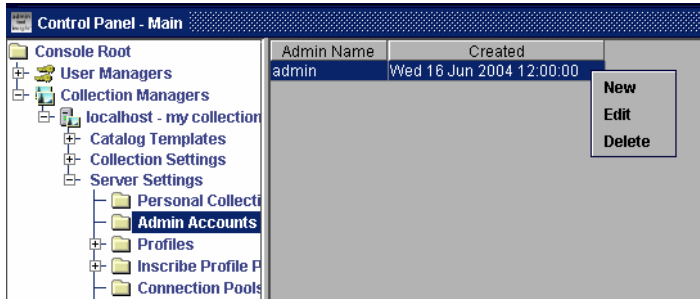 Control Panel - Main
Console Root
User Managers
Collection Managers
localhost - my collection
Catalog Templates
Collection Settings
Server Settings
Personal Collecti
Admin Accounts
Profiles
Inscribe Profile P
Connection Pools
Admin Name Created
admin Wed 16 Jun 2004 12:00:00
New
Edit
Delete